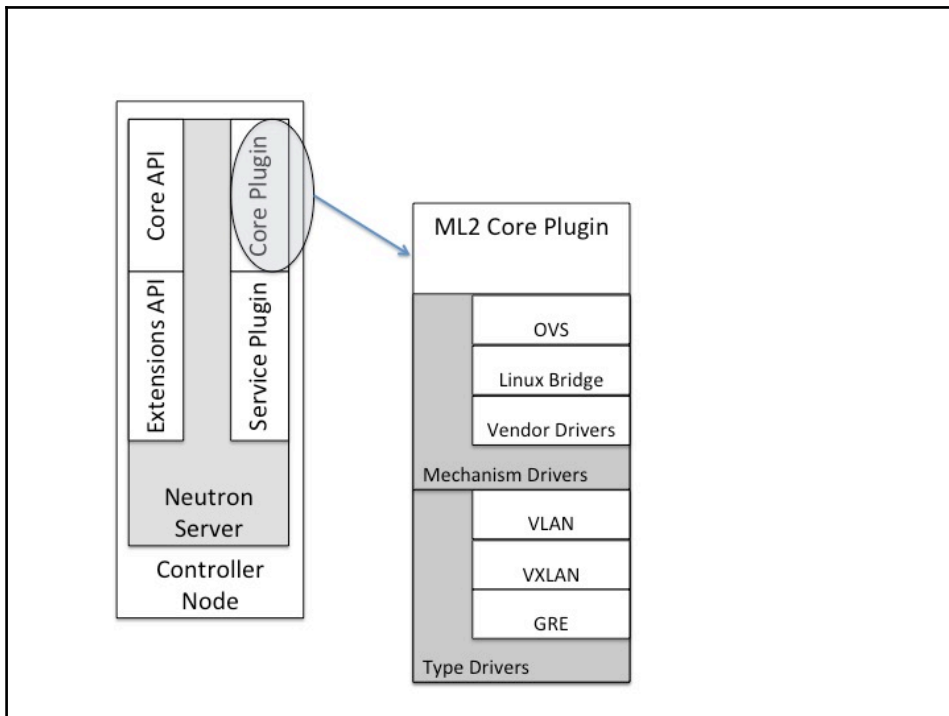 Core API
Core Plugin
Extensions API
Service Plugin
Neutron
Server
Controller
Node
ML2 Core Plugin
OVS
Linux Bridge
Vendor Drivers
Mechanism Drivers
VLAN
VXLAN
GRE
Type Drivers